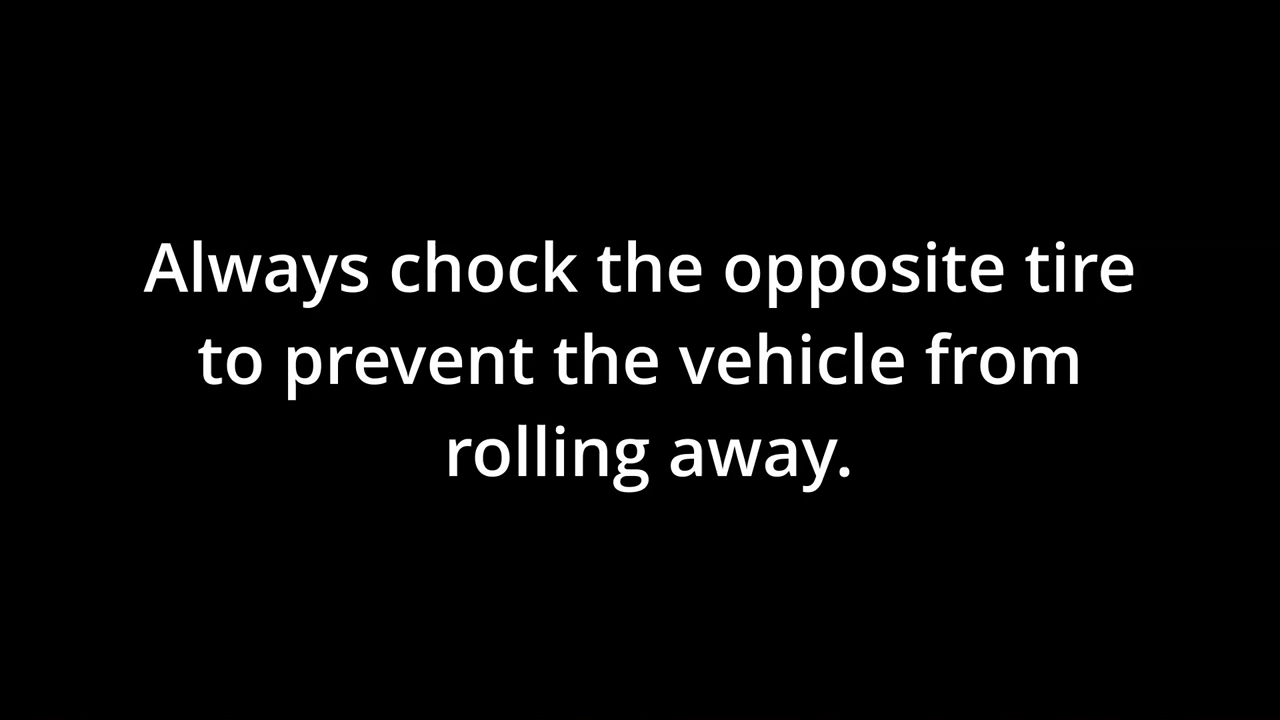 Always chock the opposite tire
to prevent the vehicle from
rolling away.